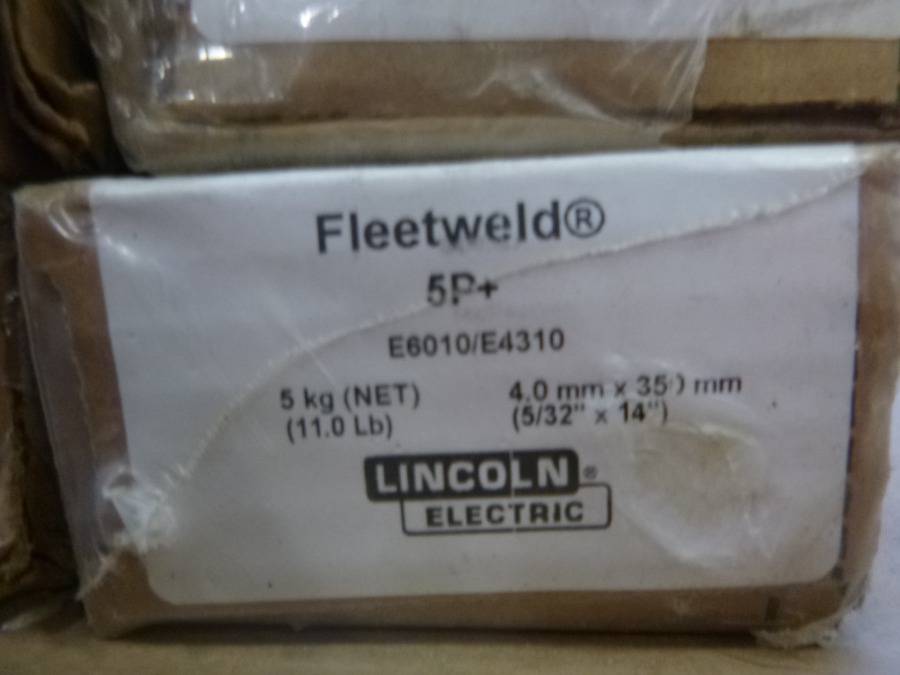 Fleetweld®
5P+
E6010/E4310
5 kg (NET) 4.0 mm x 350 mm
(11.0 Lb) (5/32" x 14")
LINCOLN®
ELECTRIC